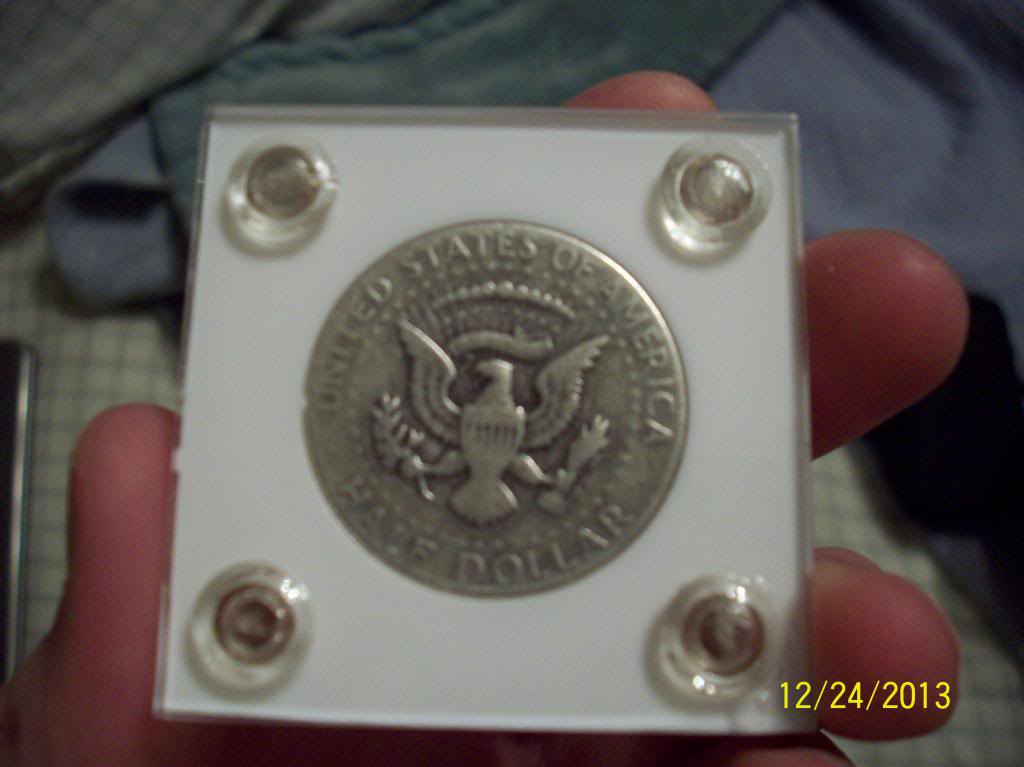 UNITED STATES OF AMERICA
HALF DOLLAR
12/24/2013